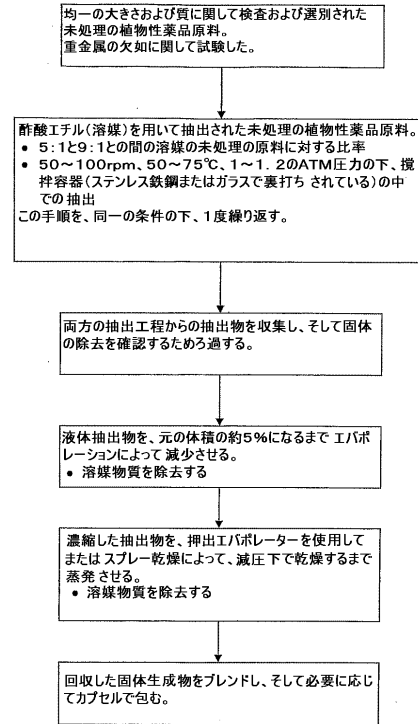 均一の大きさおよび質に関して検査および選別された
未処理の植物性薬品原料。
重金属の欠如に関して試験した。
酢酸エチル(溶媒)を用いて抽出された未処理の植物性薬品原料。
● 5:1と9:1との間の溶媒の未処理の原料に対する比率
● 50～100rpm、50～75℃、1～1.2のATM圧力の下、撹
拌容器(ステンレス鉄鋼またはガラスで裏打ち されている)の中
での抽出
この手順を、同一の条件の下、1度繰り返す。
両方の抽出工程からの抽出物を収集し、そして固体
の除去を確認するためろ過する。
液体抽出物を、元の体積の約5%になるまで エバポ
レーションによって 減少させる。
● 溶媒物質を除去する
濃縮した抽出物を、押出エバポレーターを使用して
または スプレー乾燥によって、減圧下で乾燥するまで
蒸発 させる。
● 溶媒物質を除去する
回収した固体生成物をブレンドし、そして必要に応じ
てカプセルで包む。